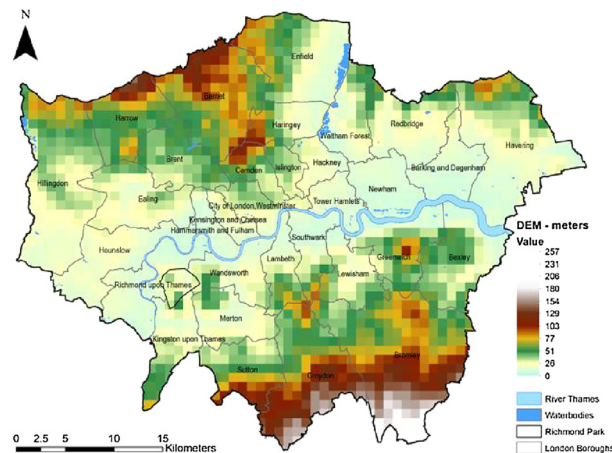 N
Enfield
Barnet
Harrow
Haringey
Waltham Forest
Redbridge
Havering
Brent
Camden
Islington
Hackney
Barking and Dagenham
Hillingdon
Ealing
Newham
City of London,Westminster
Tower Hamlets
Kensington and Chelsea
Hammersmith and Fulham
Southwark
Hounslow
Lambeth
Greenwich
Bexley
Lewisham
Wandsworth
Richmond upon Thames
Merton
Kingston upon Thames
Sutton
Croydon
Bromley
DEM - meters
Value
257
231
206
180
154
129
103
77
51
26
0
River Thames
Waterbodies
Richmond Park
London Boroughs
0 2.5 5 10 15
Kilometers